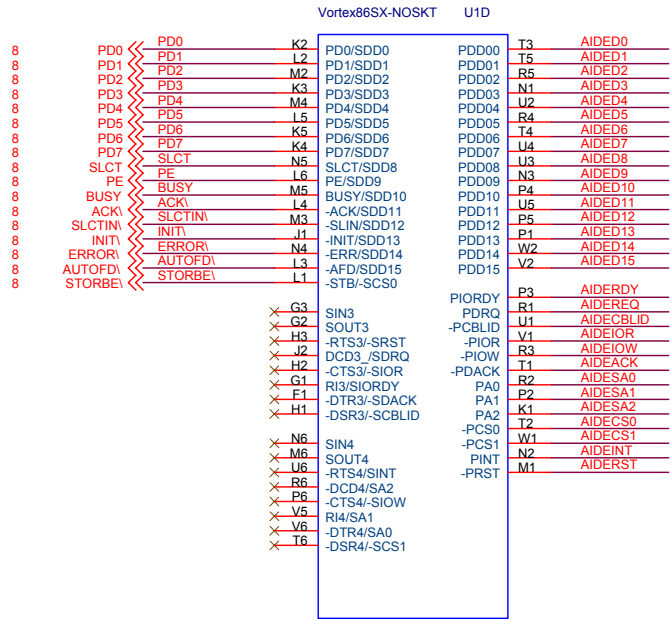 Vortex86SX-NOSKT U1D
8 PD0 PD0 K2 PD0/SDD0 PDD00 T3 AIDED0
8 PD1 PD1 L2 PD1/SDD1 PDD01 T5 AIDED1
8 PD2 PD2 M2 PD2/SDD2 PDD02 R5 AIDED2
8 PD3 PD3 K3 PD3/SDD3 PDD03 N1 AIDED3
8 PD4 PD4 M4 PD4/SDD4 PDD04 U2 AIDED4
8 PD5 PD5 L5 PD5/SDD5 PDD05 R4 AIDED5
8 PD6 PD6 K5 PD6/SDD6 PDD06 T4 AIDED6
8 PD7 PD7 K4 PD7/SDD7 PDD07 U4 AIDED7
8 SLCT SLCT N5 SLCT/SDD8 PDD08 U3 AIDED8
8 PE PE L6 PE/SDD9 PDD09 N3 AIDED9
8 BUSY BUSY M5 BUSY/SDD10 PDD10 P4 AIDED10
8 ACK\ ACK\ L4 -ACK/SDD11 PDD11 U5 AIDED11
8 SLCTIN\ SLCTIN\ M3 -SLIN/SDD12 PDD12 P5 AIDED12
8 INIT\ INIT\ J1 -INIT/SDD13 PDD13 P1 AIDED13
8 ERROR\ ERROR\ N4 -ERR/SDD14 PDD14 W2 AIDED14
8 AUTOFD\ AUTOFD\ L3 -AFD/SDD15 PDD15 V2 AIDED15
8 STORBE\ STORBE\ L1 -STB/-SCS0
PIORDY P3 AIDERDY
G3 SIN3 PDRQ R1 AIDEREQ
G2 SOUT3 -PCBLID U1 AIDECBLID
H3 -RTS3/-SRST -PIOR V1 AIDEIOR
J2 DCD3_/SDRQ -PIOW R3 AIDEIOW
H2 -CTS3/-SIOR -PDACK T1 AIDEACK
G1 RI3/SIORDY PA0 R2 AIDESA0
F1 -DTR3/-SDACK PA1 P2 AIDESA1
H1 -DSR3/-SCBLID PA2 K1 AIDESA2
-PCS0 T2 AIDECS0
N6 SIN4 -PCS1 W1 AIDECS1
M6 SOUT4 PINT N2 AIDEINT
U6 -RTS4/SINT -PRST M1 AIDERST
R6 -DCD4/SA2
P6 -CTS4/-SIOW
V5 RI4/SA1
V6 -DTR4/SA0
T6 -DSR4/-SCS1